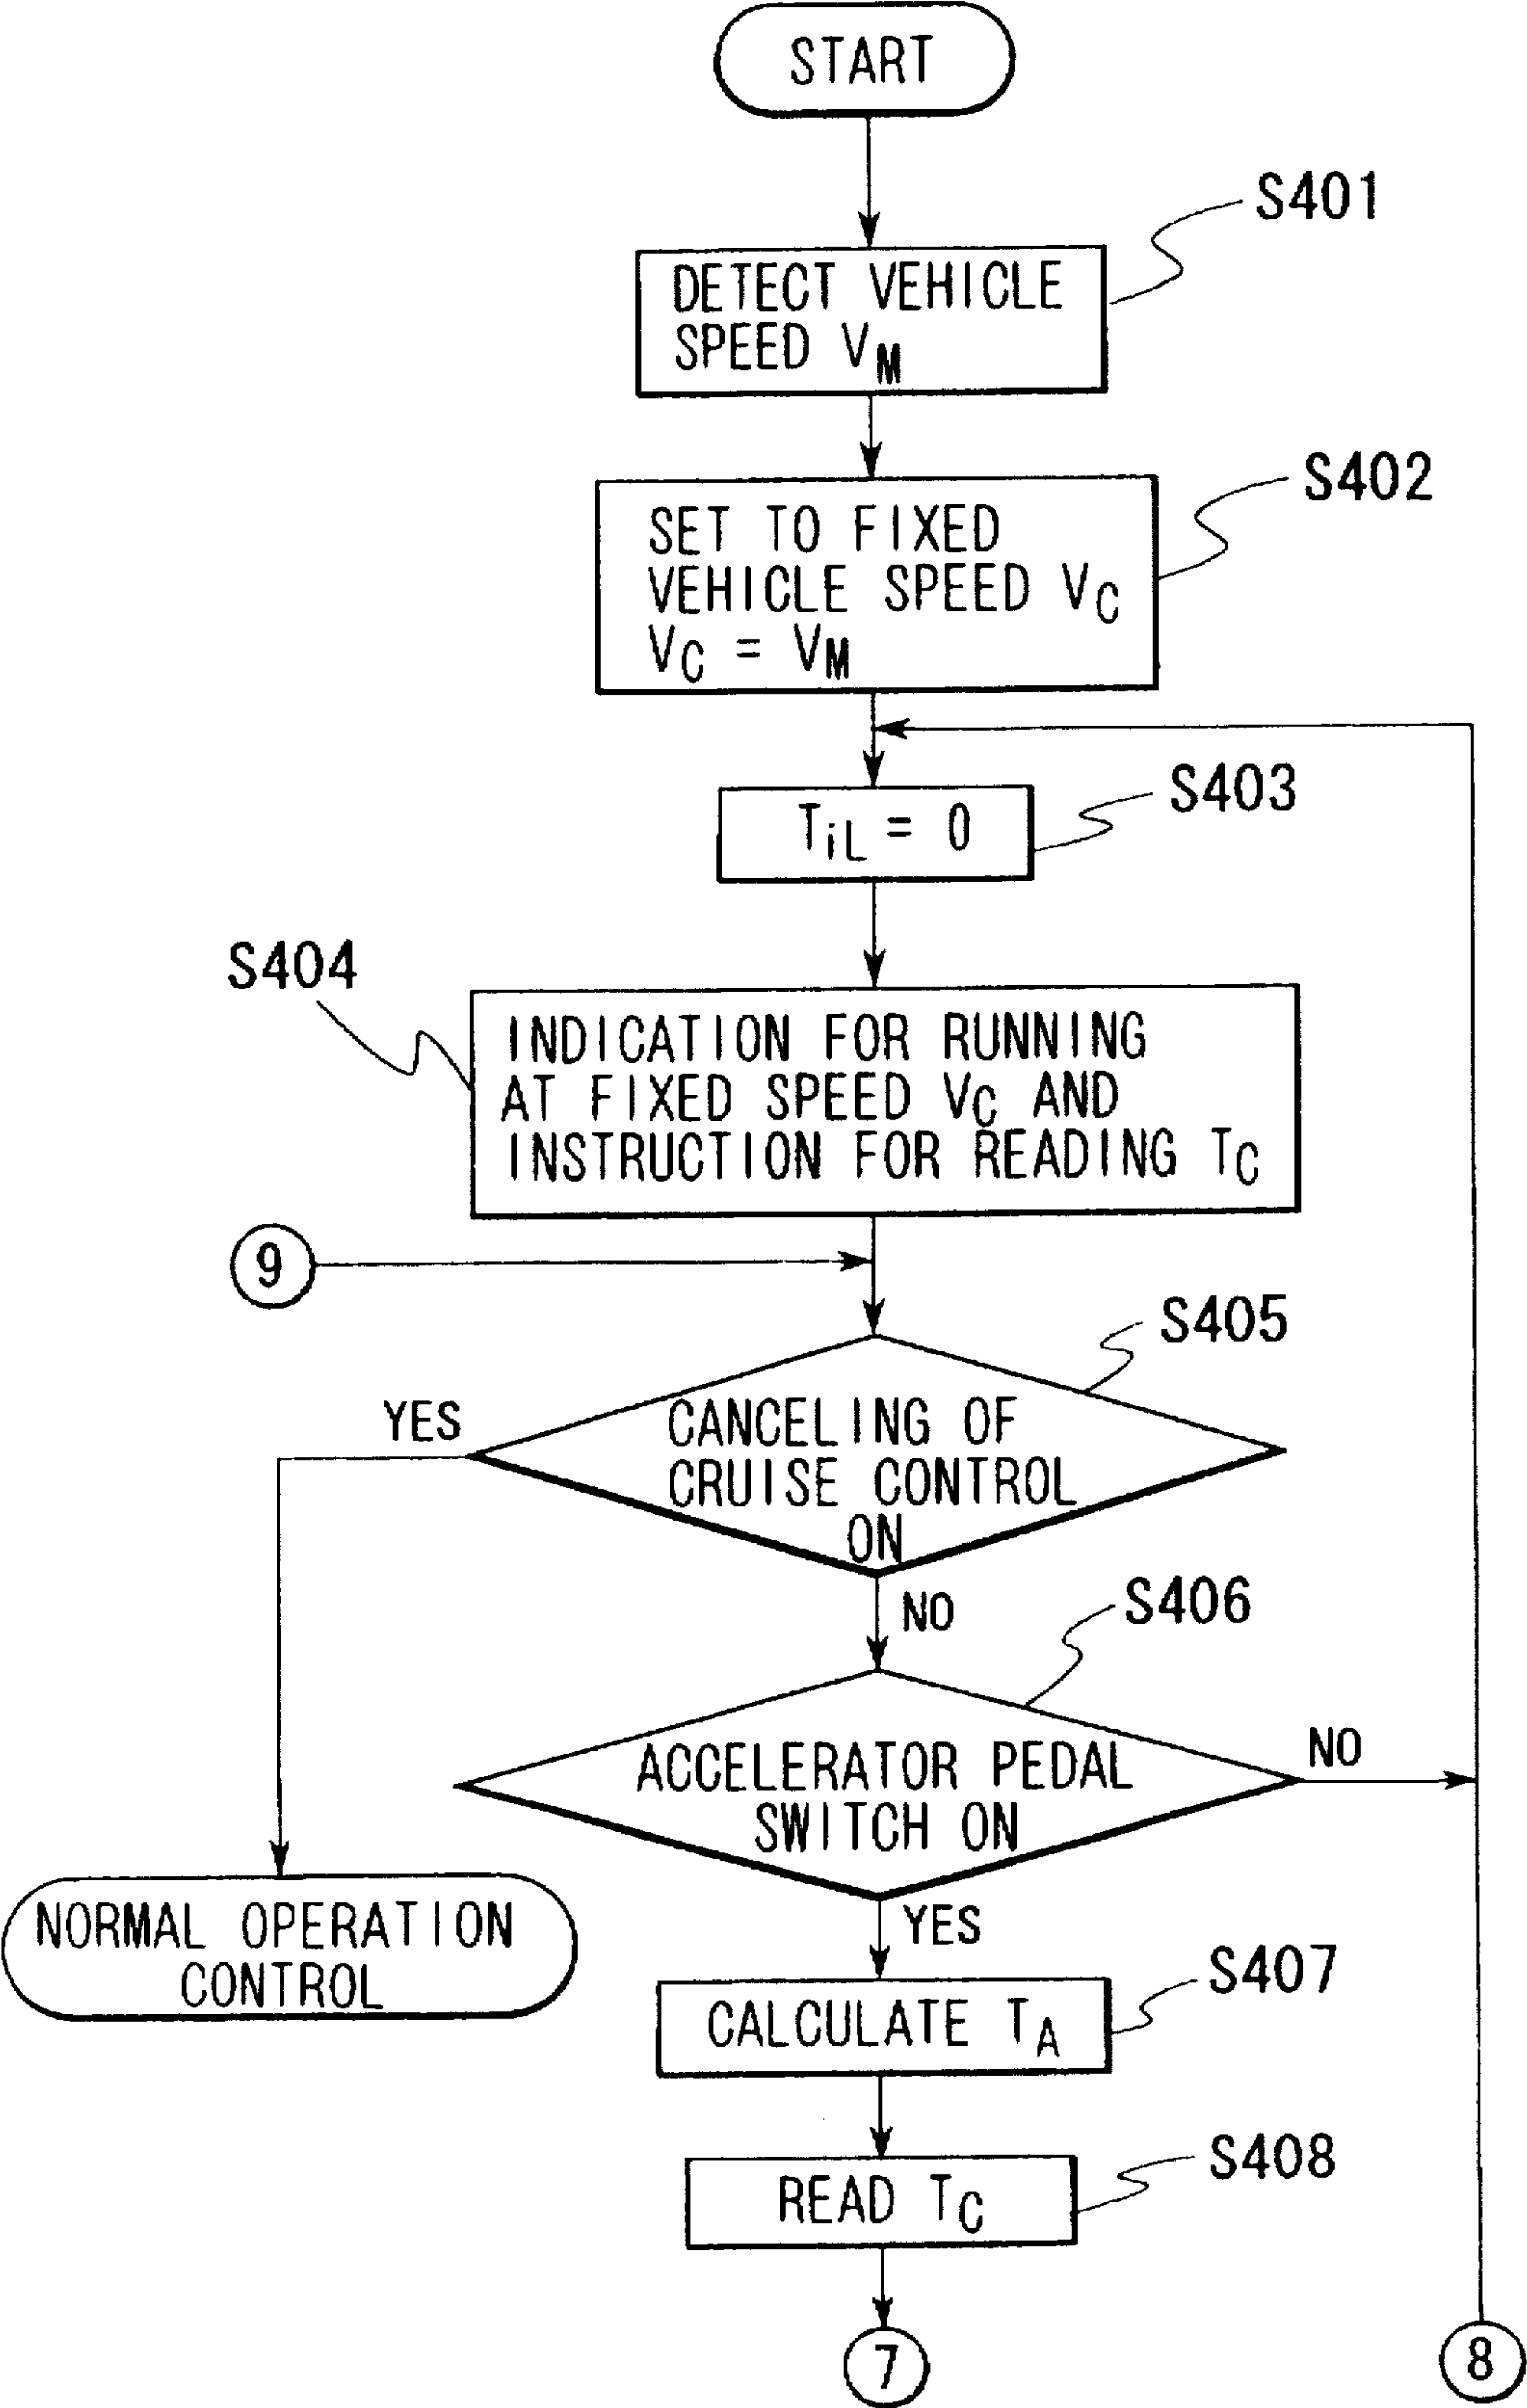 START
S401
DETECT VEHICLE
SPEED VM
S402
SET TO FIXED
VEHICLE SPEED VC
VC = VM
S403
TiL = 0
S404
INDICATION FOR RUNNING
AT FIXED SPEED VC AND
INSTRUCTION FOR READING TC
9
S405
YES
CANCELING OF
CRUISE CONTROL
ON
NO
S406
ACCELERATOR PEDAL
SWITCH ON
NO
YES
NORMAL OPERATION
CONTROL
S407
CALCULATE TA
S408
READ TC
7
8